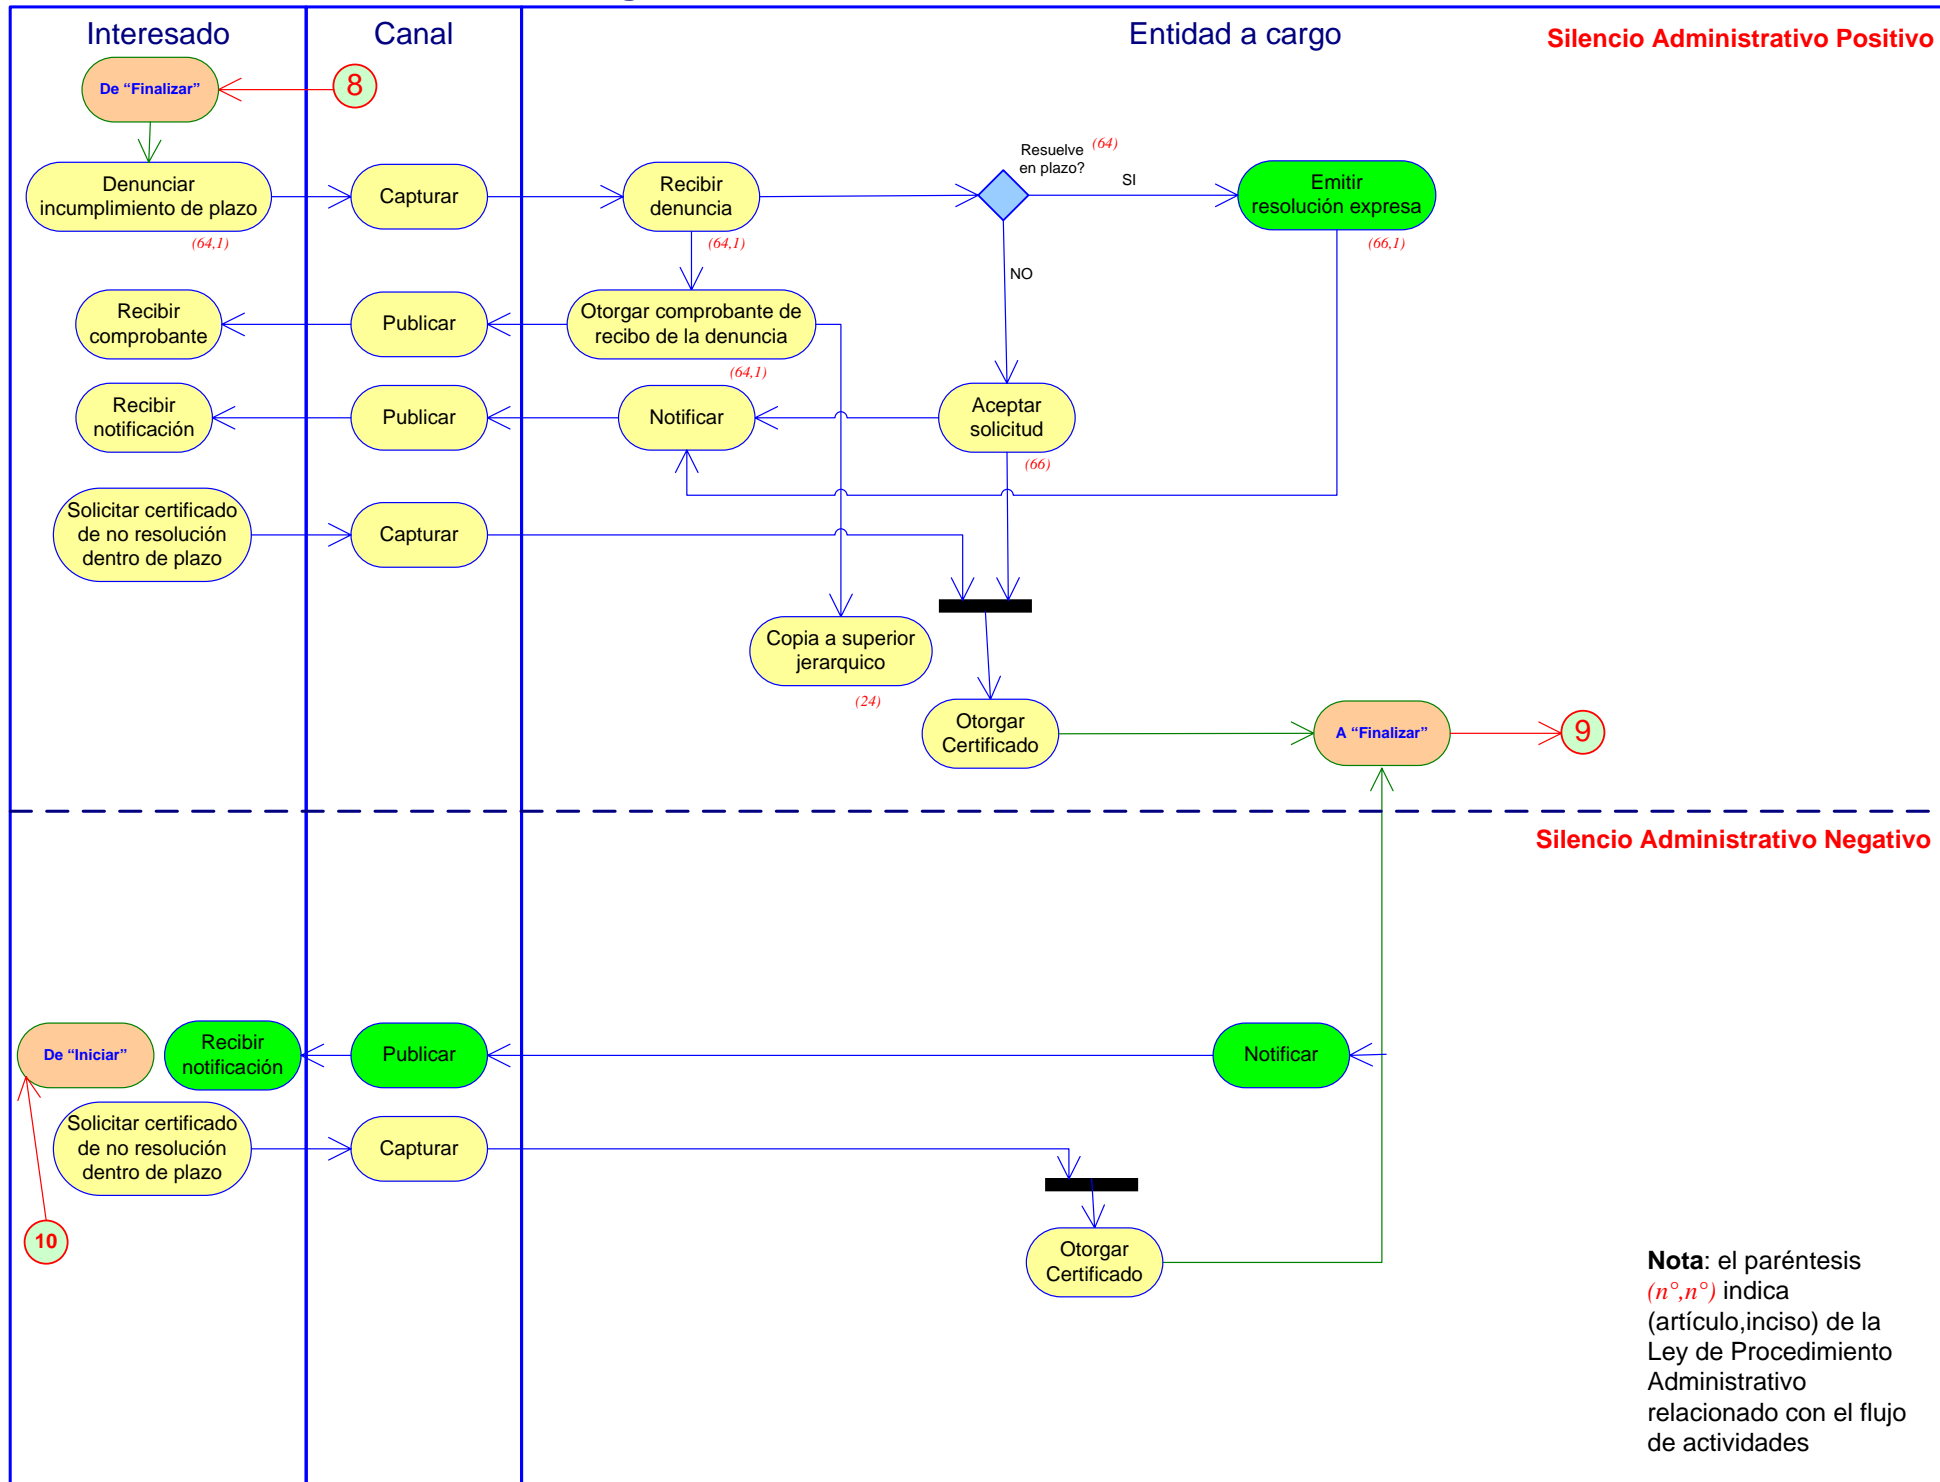 Interesado
Canal
Entidad a cargo
Silencio Administrativo Positivo
De “Finalizar”
8
Denunciar
incumplimiento de plazo
(64,1)
Capturar
Recibir
denuncia
(64,1)
Resuelve
en plazo?
(64)
SI
Emitir
resolución expresa
(66,1)
NO
Recibir
comprobante
Publicar
Otorgar comprobante de
recibo de la denuncia
(64,1)
Recibir
notificación
Publicar
Notificar
Aceptar
solicitud
(66)
Solicitar certificado
de no resolución
dentro de plazo
Capturar
Copia a superior
jerarquico
(24)
Otorgar
Certificado
A “Finalizar”
9
Silencio Administrativo Negativo
De “Iniciar”
Recibir
notificación
Publicar
Notificar
Solicitar certificado
de no resolución
dentro de plazo
Capturar
10
Otorgar
Certificado
Nota: el paréntesis
(n°,n°) indica
(artículo,inciso) de la
Ley de Procedimiento
Administrativo
relacionado con el flujo
de actividades